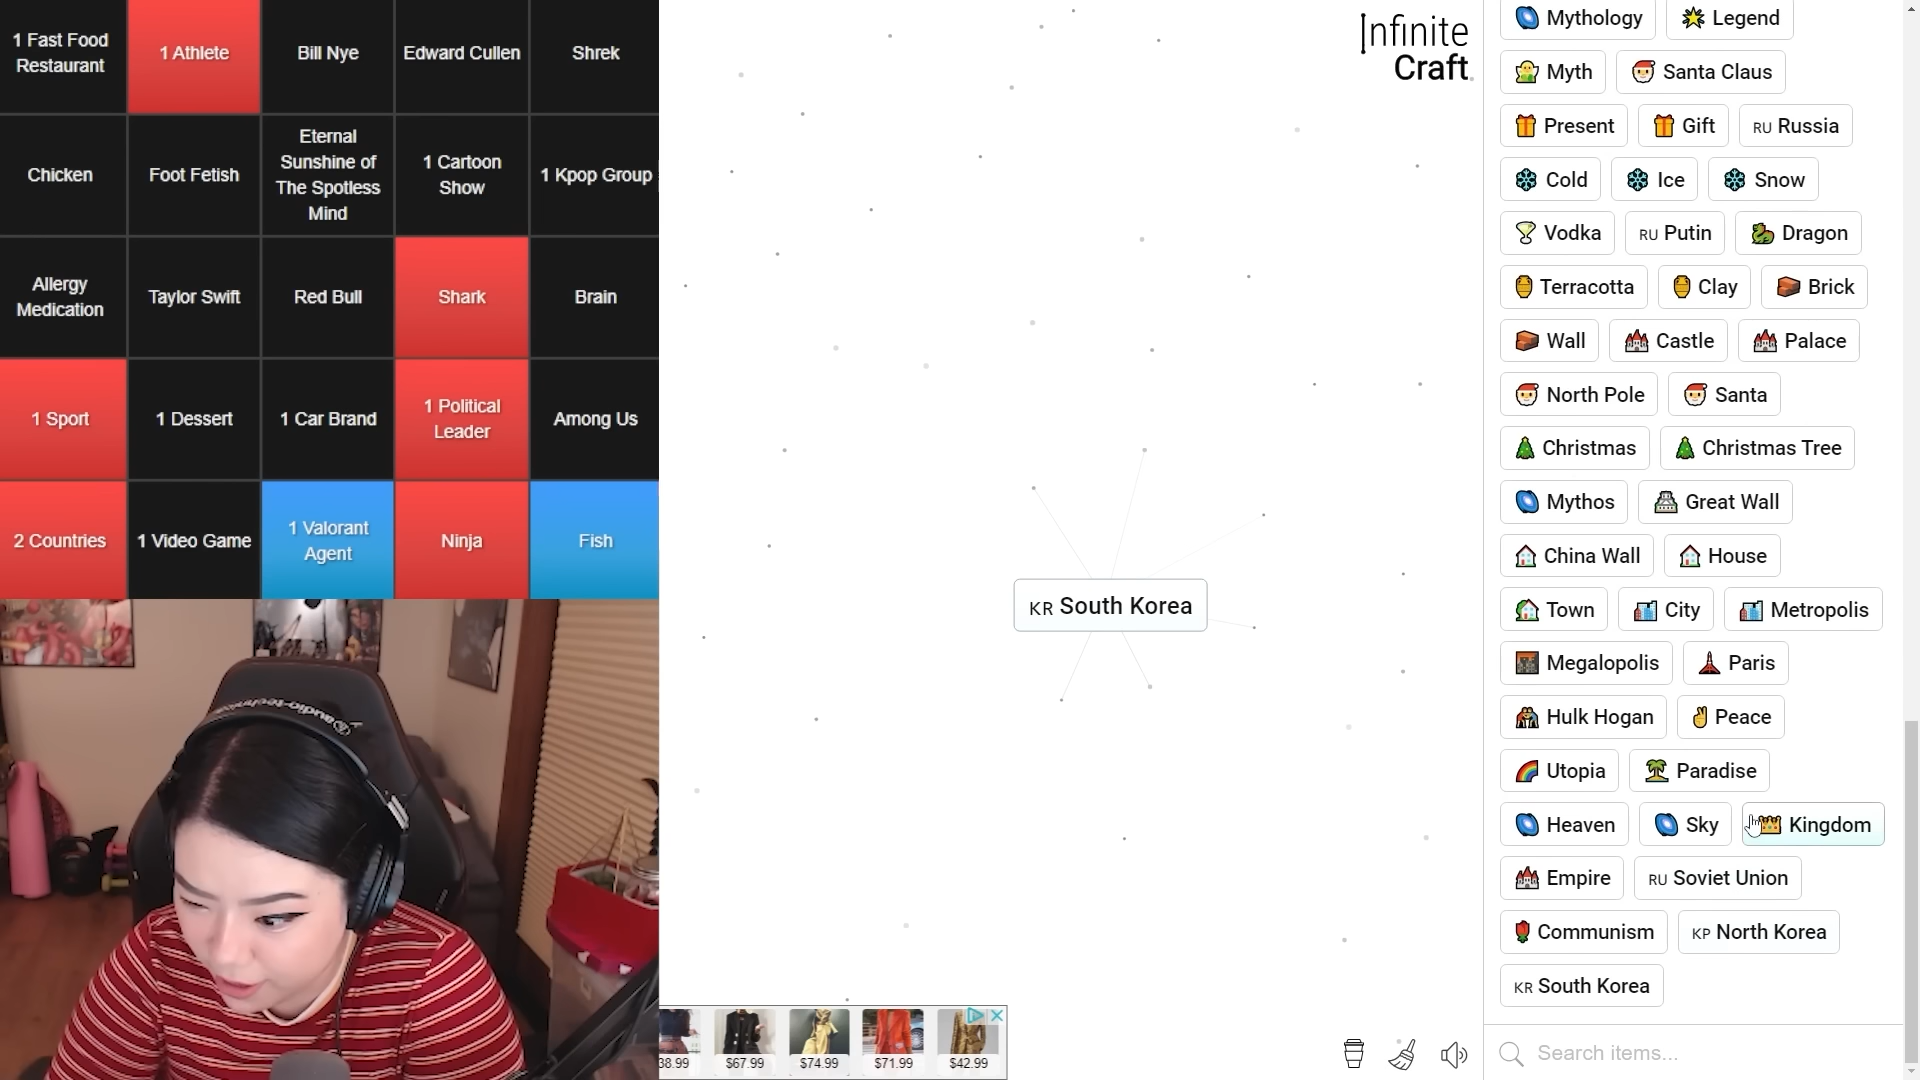 1 Fast Food
Restaurant
1 Athlete
Bill Nye
Edward Cullen
Shrek
Chicken
Foot Fetish
Eternal
Sunshine of
The Spotless
Mind
1 Cartoon
Show
1 Kpop Group
Allergy
Medication
Taylor Swift
Red Bull
Shark
Brain
1 Sport
1 Dessert
1 Car Brand
1 Political
Leader
Among Us
2 Countries
1 Video Game
1 Valorant
Agent
Ninja
Fish
audio-technica
Infinite
Craft
KR South Korea
38.99
$67.99
$74.99
$71.99
$42.99
Mythology
Legend
Myth
Santa Claus
Present
Gift
RU Russia
Cold
Ice
Snow
Vodka
RU Putin
Dragon
Terracotta
Clay
Brick
Wall
Castle
Palace
North Pole
Santa
Christmas
Christmas Tree
Mythos
Great Wall
China Wall
House
Town
City
Metropolis
Megalopolis
Paris
Hulk Hogan
Peace
Utopia
Paradise
Heaven
Sky
Kingdom
Empire
RU Soviet Union
Communism
KP North Korea
KR South Korea
Search items...